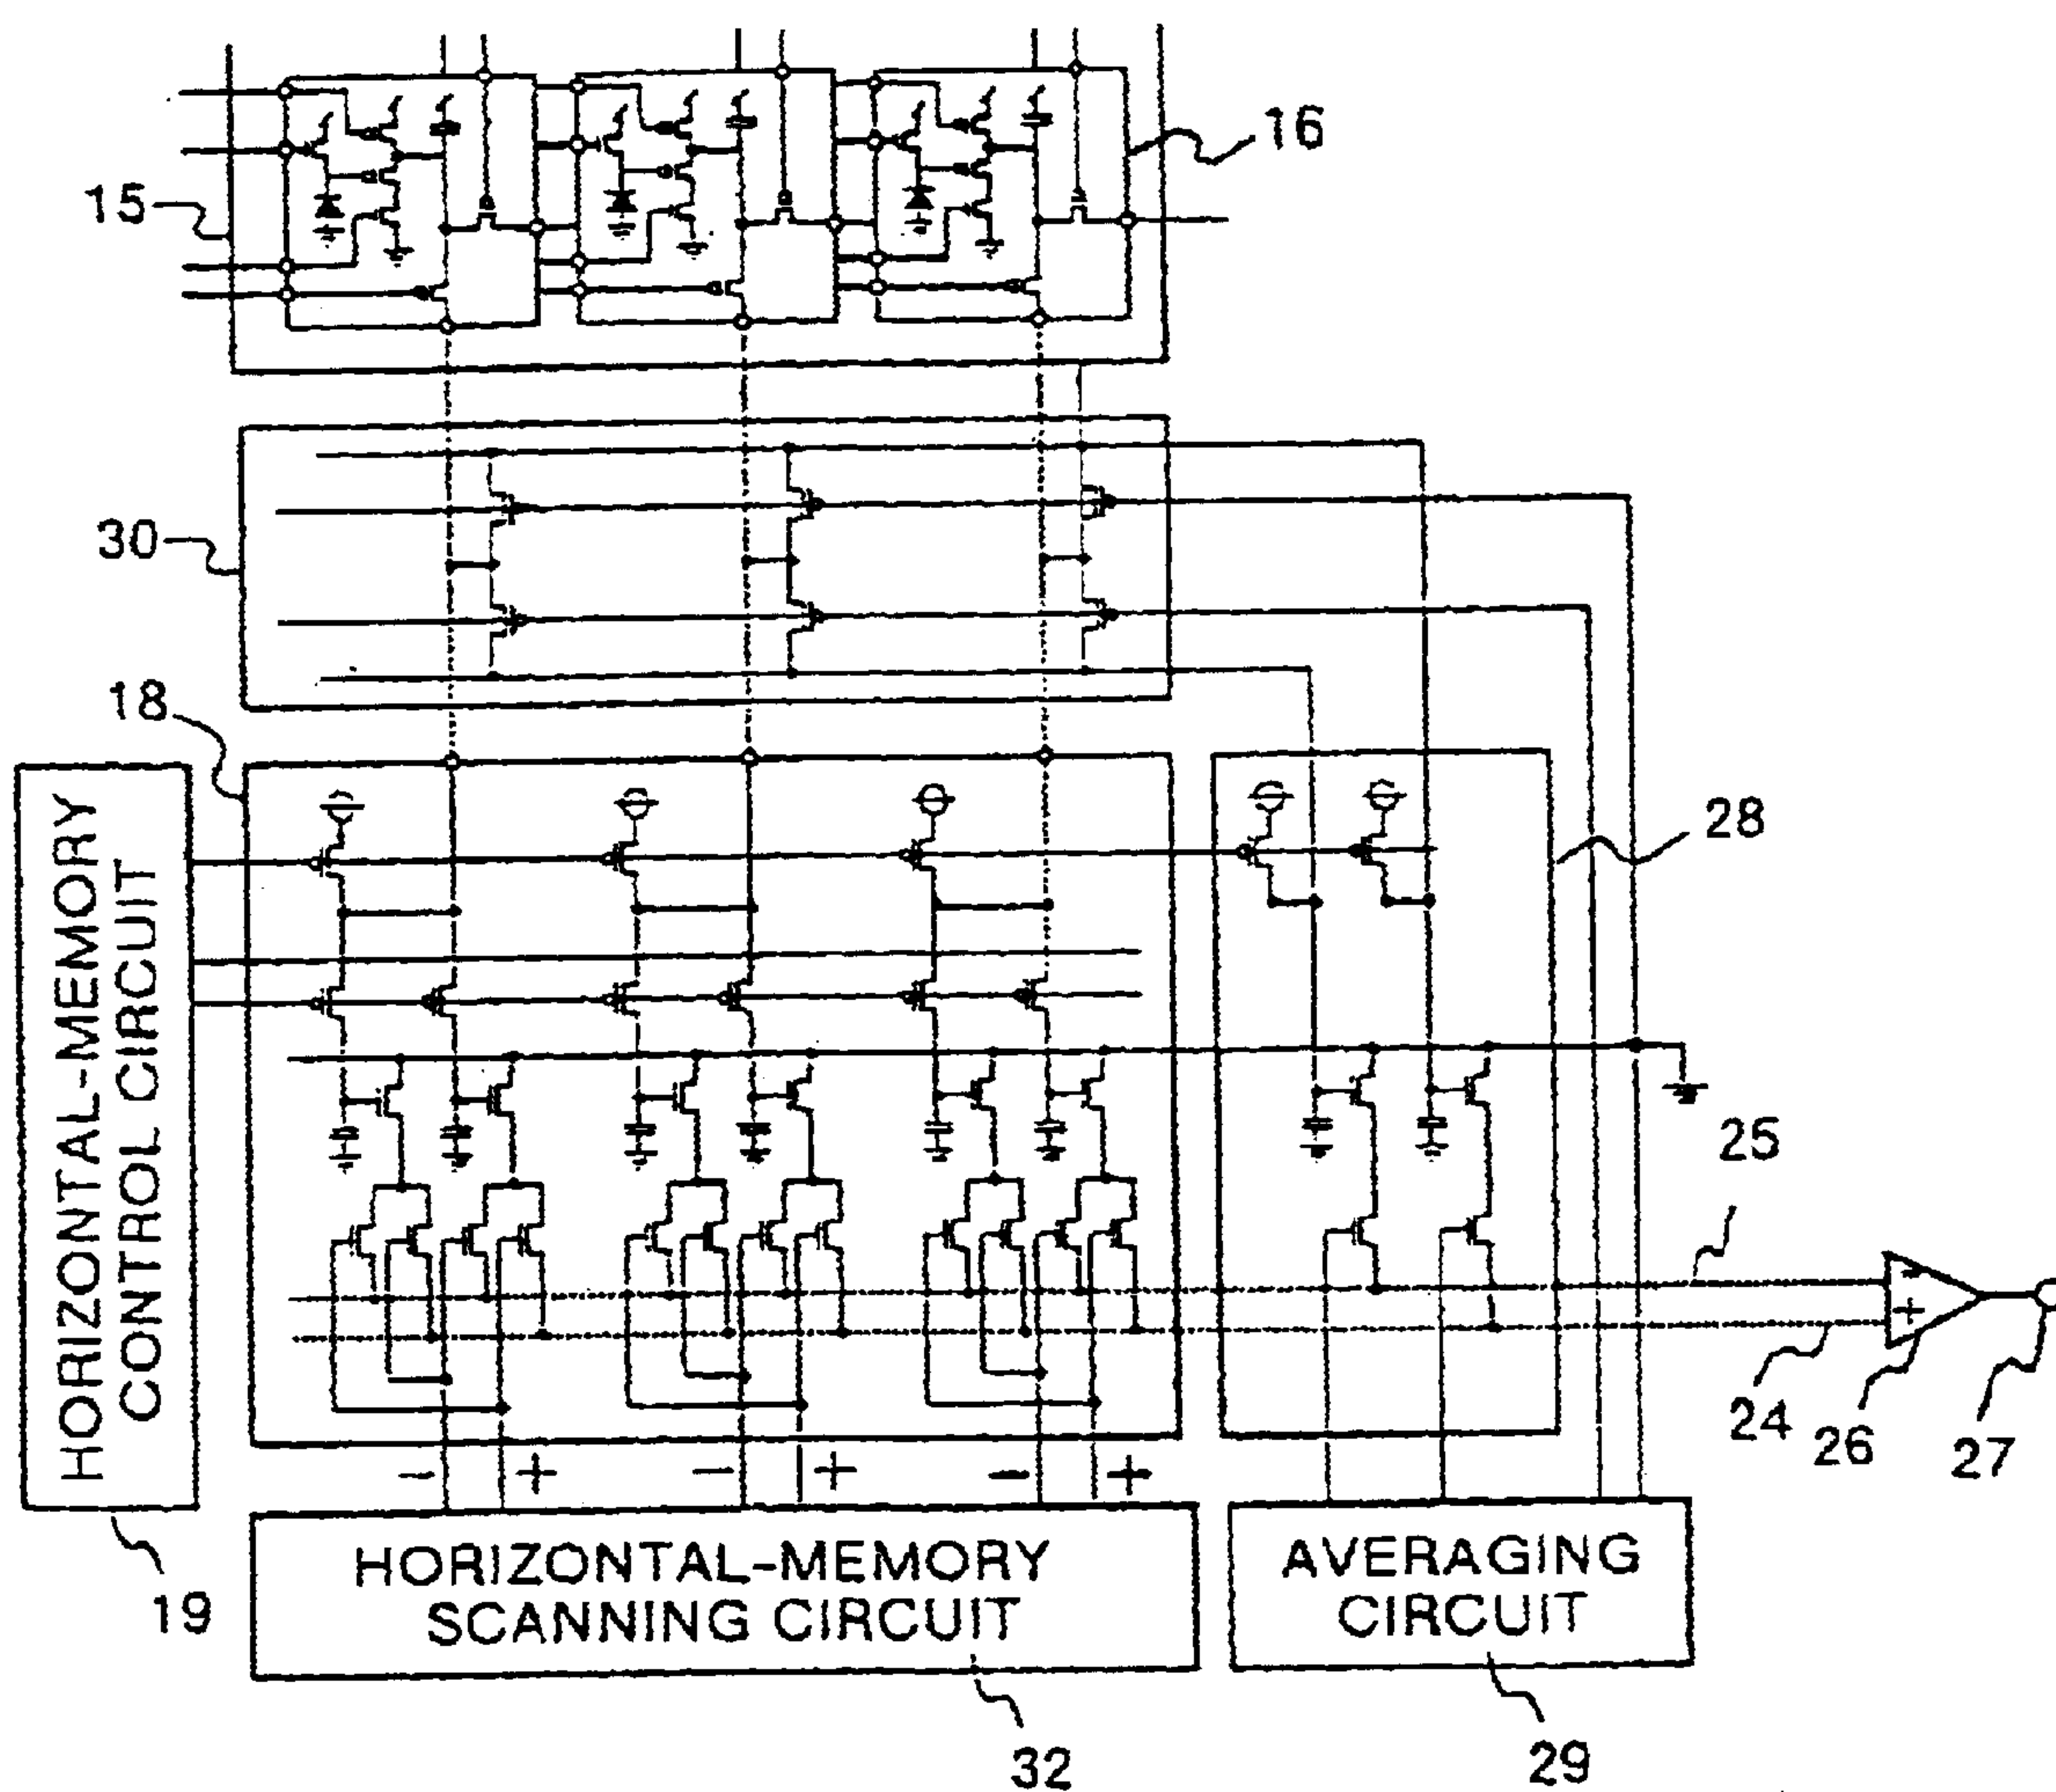 16
15
30
18
28
HORIZONTAL-MEMORY
CONTROL CIRCUIT
25
−
+
24
26
27
− +
− +
− +
19
HORIZONTAL-MEMORY
SCANNING CIRCUIT
AVERAGING
CIRCUIT
32
29